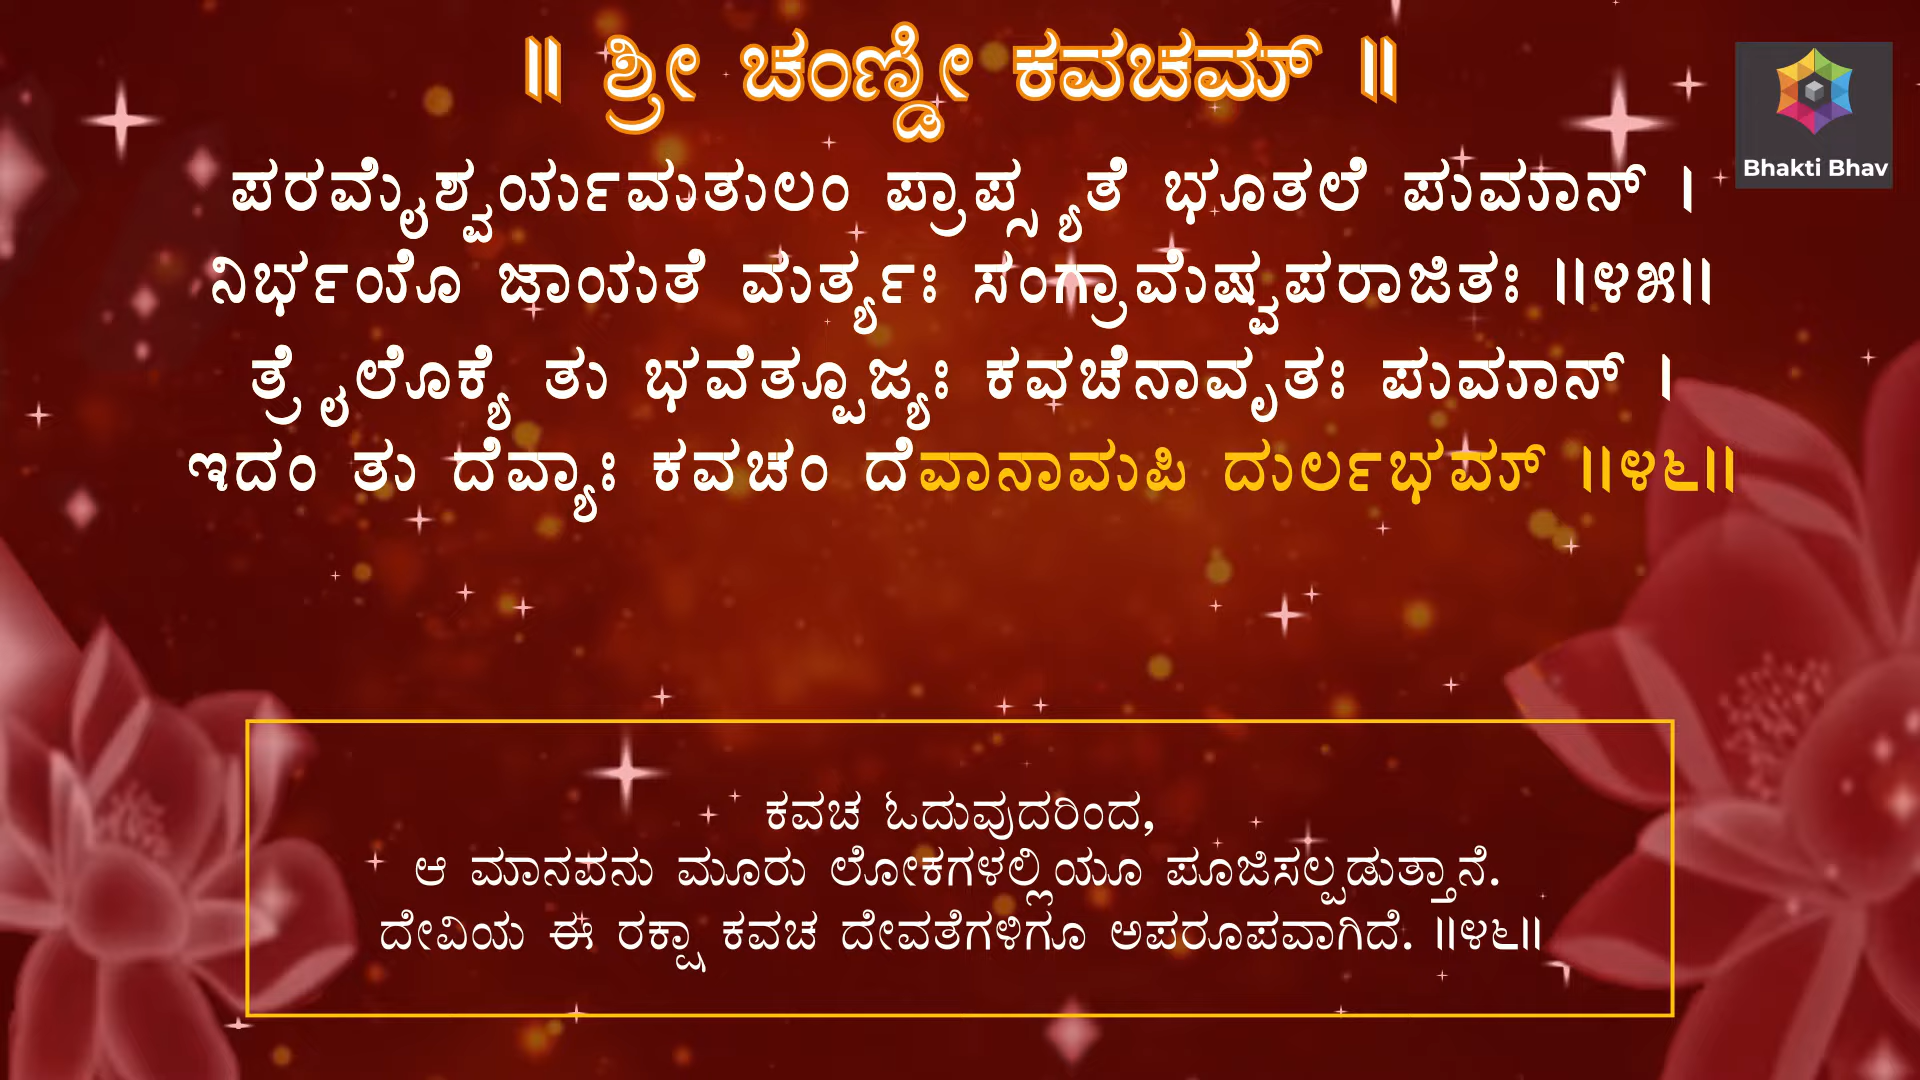 ॥ ಶ್ರೀ ಚಂಣ್ಡೀ ಕವಚಮ್ ॥
Bhakti Bhav
ಪರಮೈಶ್ವರ್ಯಮತುಲಂ ಪ್ರಾಪ್ಸ್ಯತೆ ಭೂತಲೆ ಪುಮಾನ್ ।
ನಿರ್ಭಯೊ ಜಾಯತೆ ಮರ್ತ್ಯಃ ಸಂಗ್ರಾಮೆಷ್ವಪರಾಜಿತಃ ॥೪೫॥
ತ್ರೈಲೊಕ್ಯೆ ತು ಭವೆತ್ಪೂಜ್ಯಃ ಕವಚೆನಾವೃತಃ ಪುಮಾನ್ ।
ಇದಂ ತು ದೆವ್ಯಾಃ ಕವಚಂ ದೆವಾನಾಮಪಿ ದುರ್ಲಭಮ್ ॥೪೬॥
ಕವಚ ಓದುವುದರಿಂದ,
ಆ ಮಾನವನು ಮೂರು ಲೋಕಗಳಲ್ಲಿಯೂ ಪೂಜಿಸಲ್ಪಡುತ್ತಾನೆ.
ದೇವಿಯ ಈ ರಕ್ಷಾ ಕವಚ ದೇವತೆಗಳಿಗೂ ಅಪರೂಪವಾಗಿದೆ. ॥೪೬॥